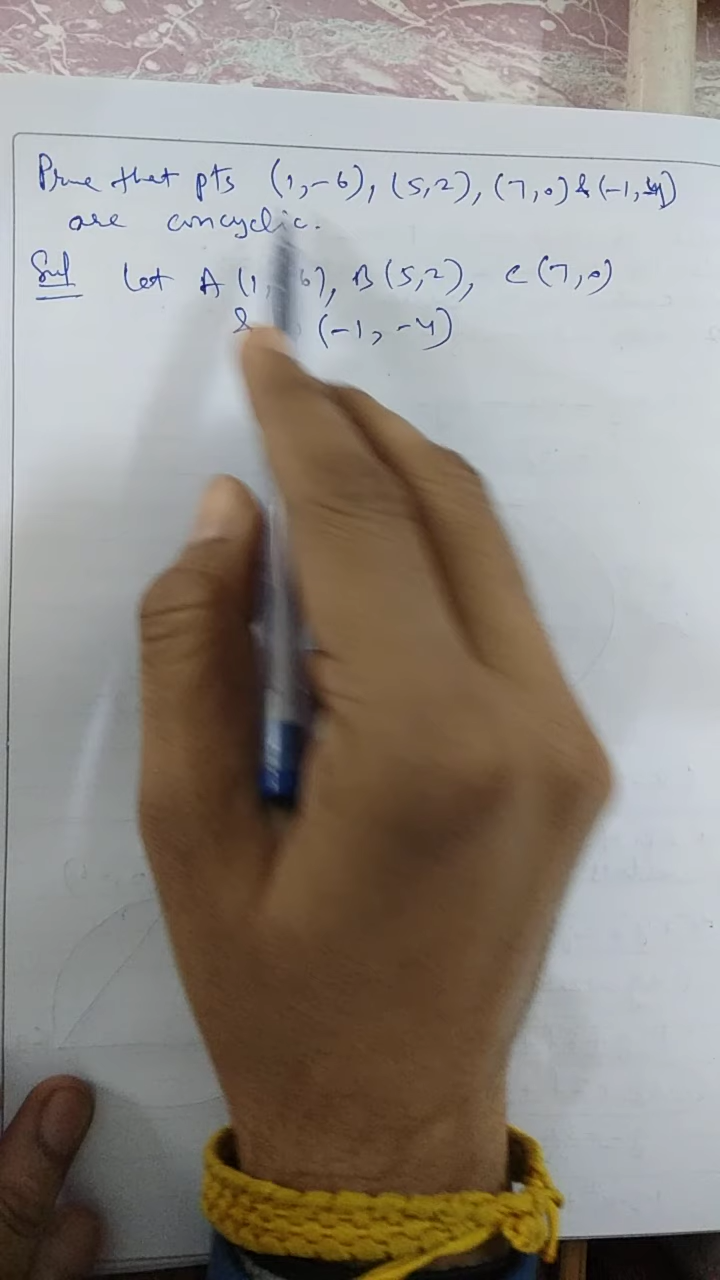 Prove that pts (1,-6), (5,2), (7,0) & (-1,-4)
are concyclic.
Sol Let A (1, 6), B (5,2), C (7,0)
& (-1, -4)